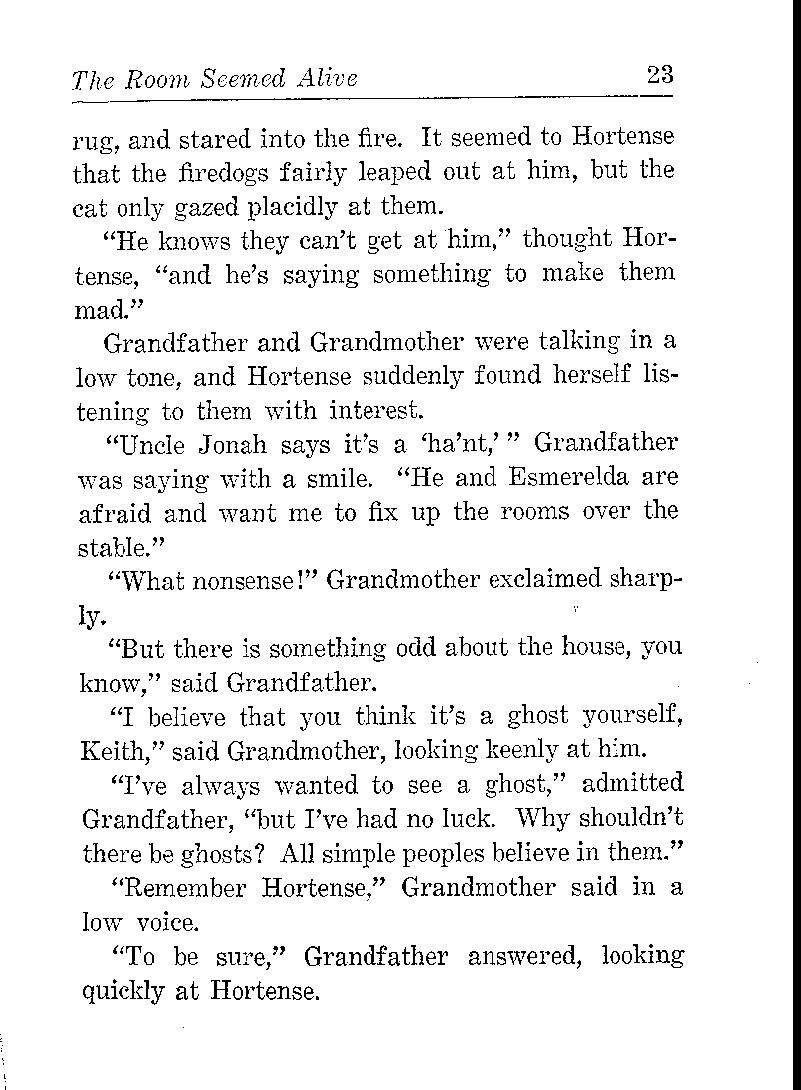 The Room Seemed Alive 23
rug, and stared into the fire. It seemed to Hortense
that the firedogs fairly leaped out at him, but the
cat only gazed placidly at them.
“He knows they can’t get at him,” thought Hor-
tense, “and he’s saying something to make them
mad.”
Grandfather and Grandmother were talking in a
low tone, and Hortense suddenly found herself lis-
tening to them with interest.
“Uncle Jonah says it’s a ‘ha’nt,’ ” Grandfather
was saying with a smile. “He and Esmerelda are
afraid and want me to fix up the rooms over the
stable.”
“What nonsense!” Grandmother exclaimed sharp-
ly.
“But there is something odd about the house, you
know,” said Grandfather.
“I believe that you think it’s a ghost yourself,
Keith,” said Grandmother, looking keenly at him.
“I’ve always wanted to see a ghost,” admitted
Grandfather, “but I’ve had no luck. Why shouldn’t
there be ghosts? All simple peoples believe in them.”
“Remember Hortense,” Grandmother said in a
low voice.
“To be sure,” Grandfather answered, looking
quickly at Hortense.